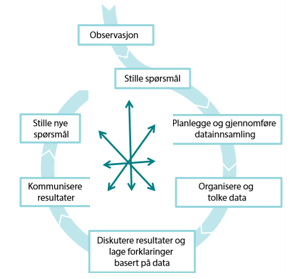 Observasjon
Stille spørsmål
Planlegge og gjennomføre
datainnsamling
Organisere og
tolke data
Diskutere resultater og
lage forklaringer
basert på data
Kommunisere
resultater
Stille nye
spørsmål